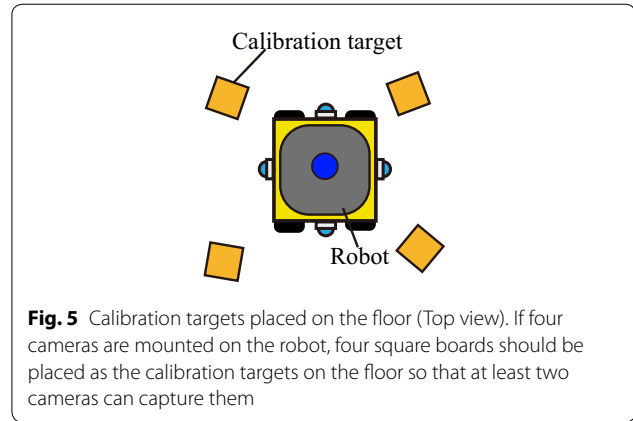 Calibration target
Robot
Fig. 5 Calibration targets placed on the floor (Top view). If four
cameras are mounted on the robot, four square boards should be
placed as the calibration targets on the floor so that at least two
cameras can capture them